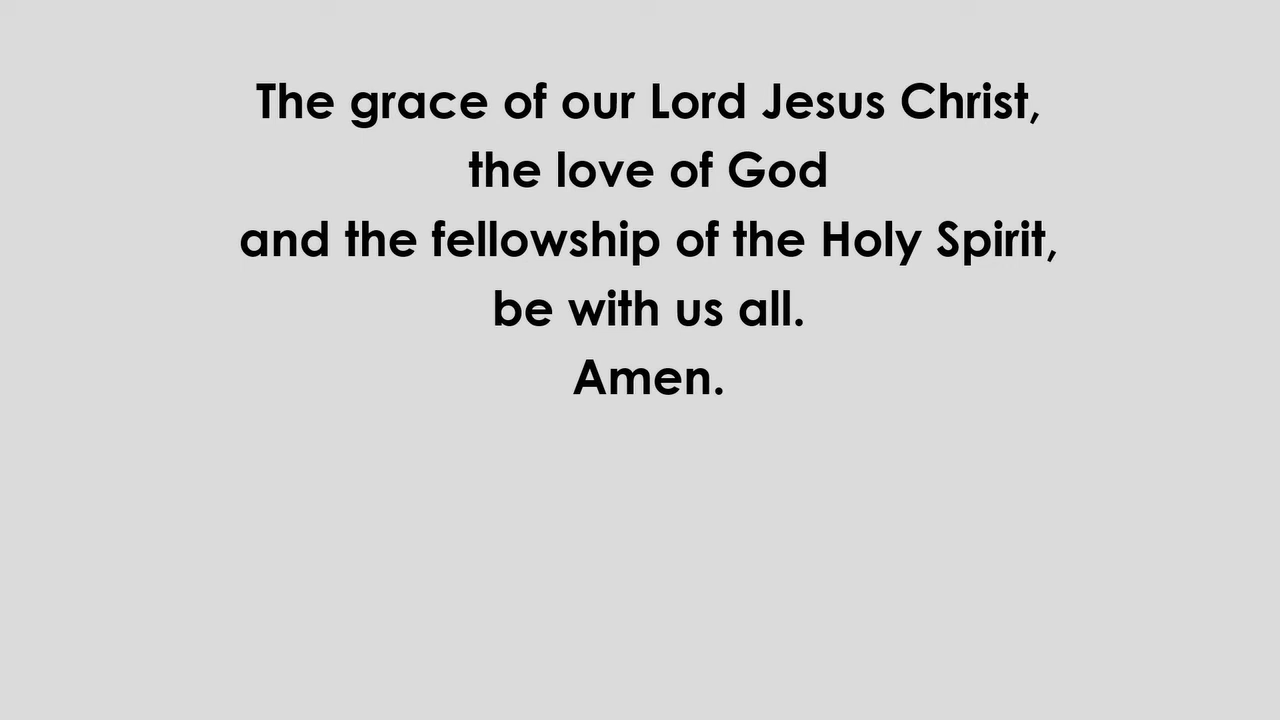 The grace of our Lord Jesus Christ,
the love of God
and the fellowship of the Holy Spirit,
be with us all.
Amen.